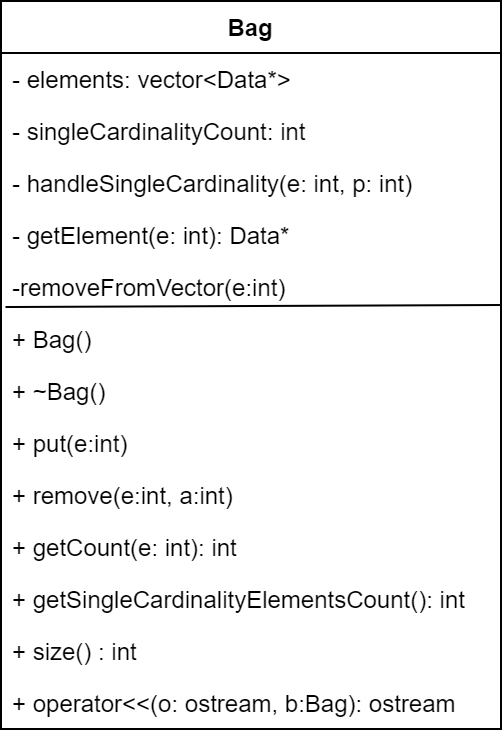 Bag
- elements: vector<Data*>
- singleCardinalityCount: int
- handleSingleCardinality(e: int, p: int)
- getElement(e: int): Data*
-removeFromVector(e:int)
+ Bag()
+ ~Bag()
+ put(e:int)
+ remove(e:int, a:int)
+ getCount(e: int): int
+ getSingleCardinalityElementsCount(): int
+ size() : int
+ operator<<(o: ostream, b:Bag): ostream